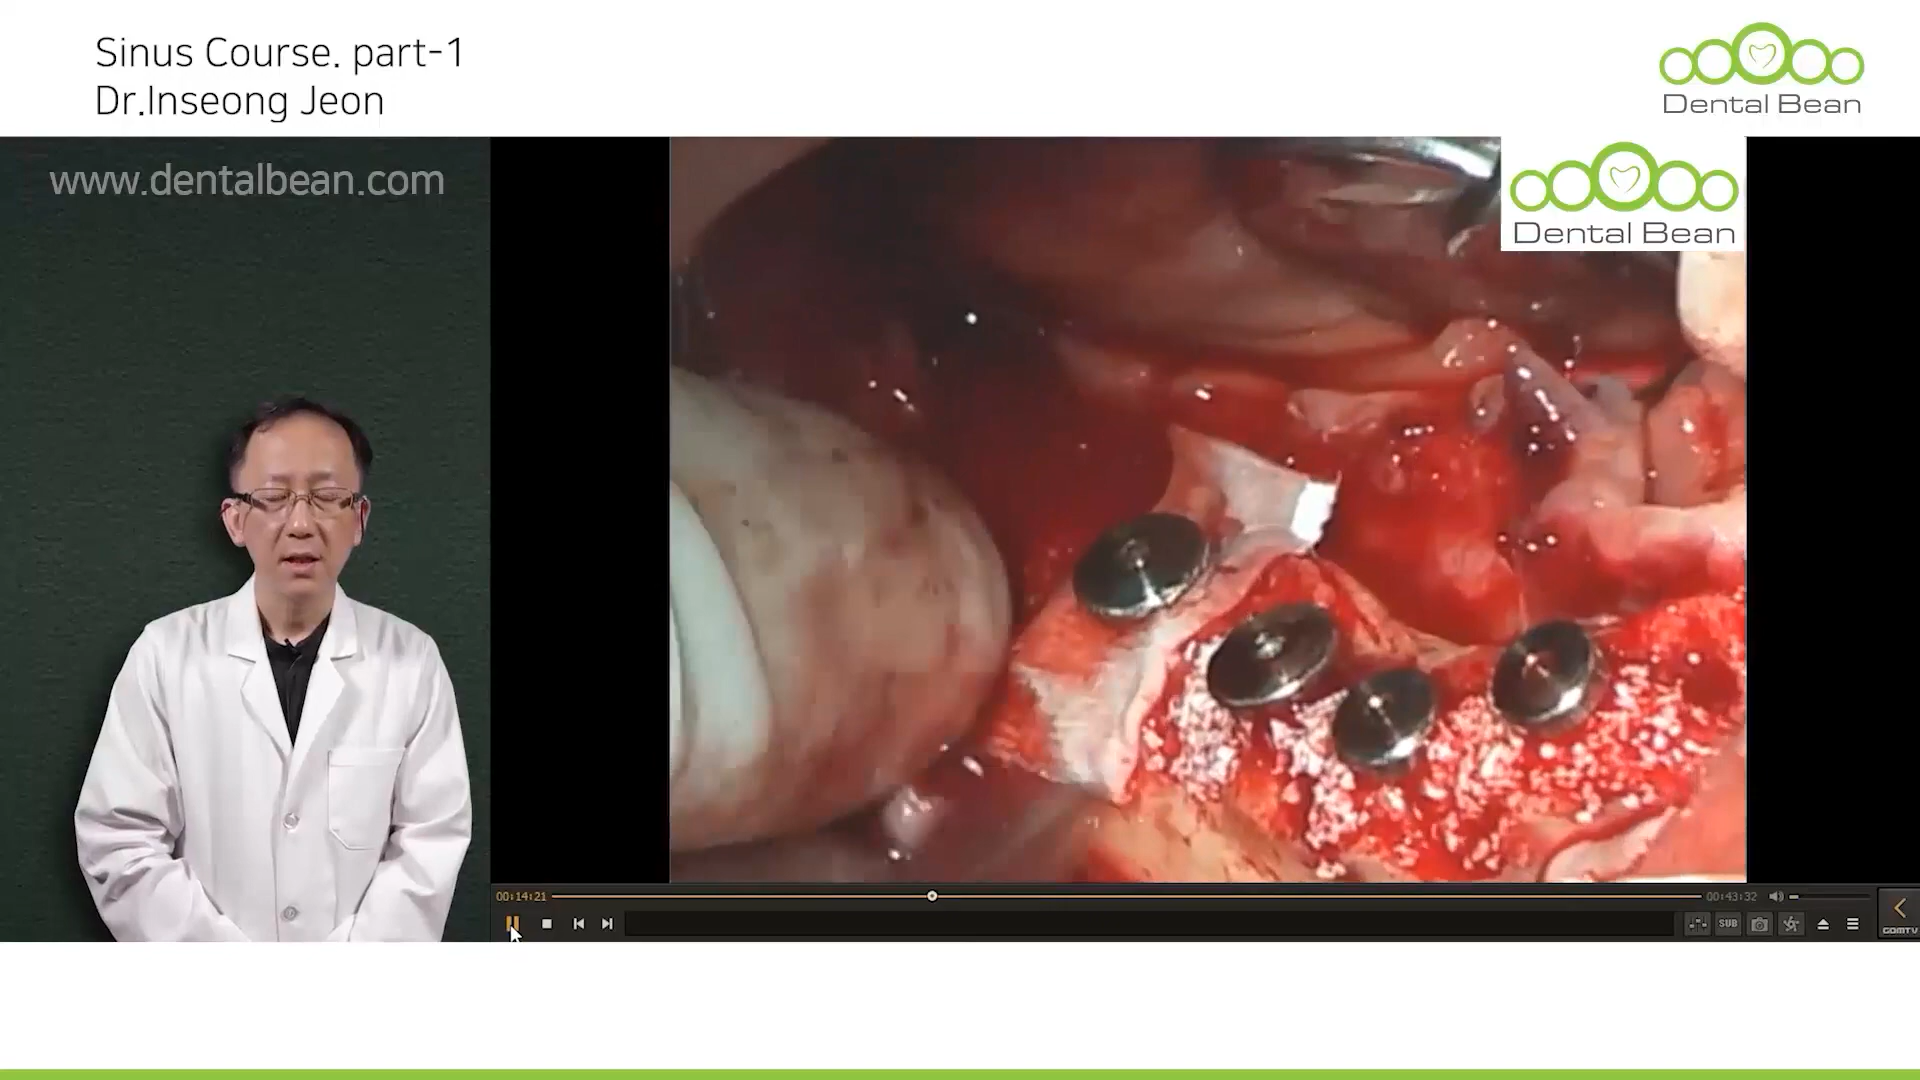 Sinus Course. part-1
Dr.Inseong Jeon
Dental Bean
www.dentalbean.com
Dental Bean
00:14:21
00:43:32
SUB
GOMTV